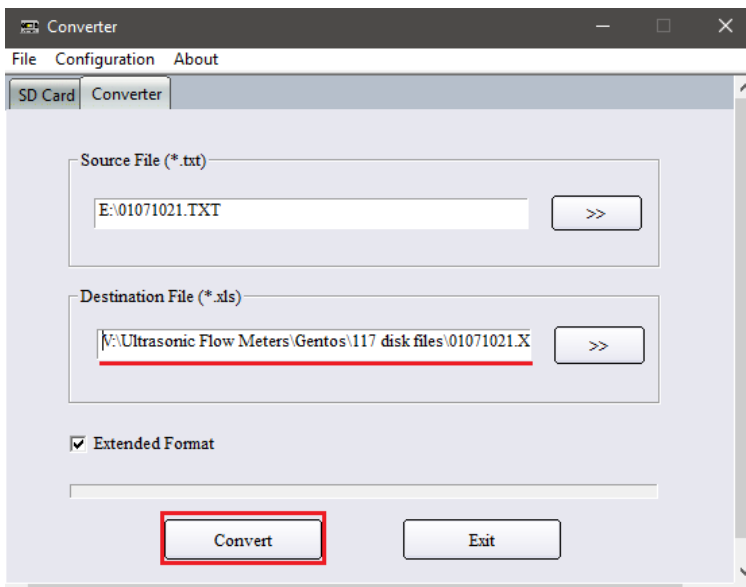 Converter
File Configuration About
SD Card Converter
Source File (*.txt)
E:\01071021.TXT
>>
Destination File (*.xls)
V:\Ultrasonic Flow Meters\Gentos\117 disk files\01071021.X
>>
Extended Format
Convert Exit